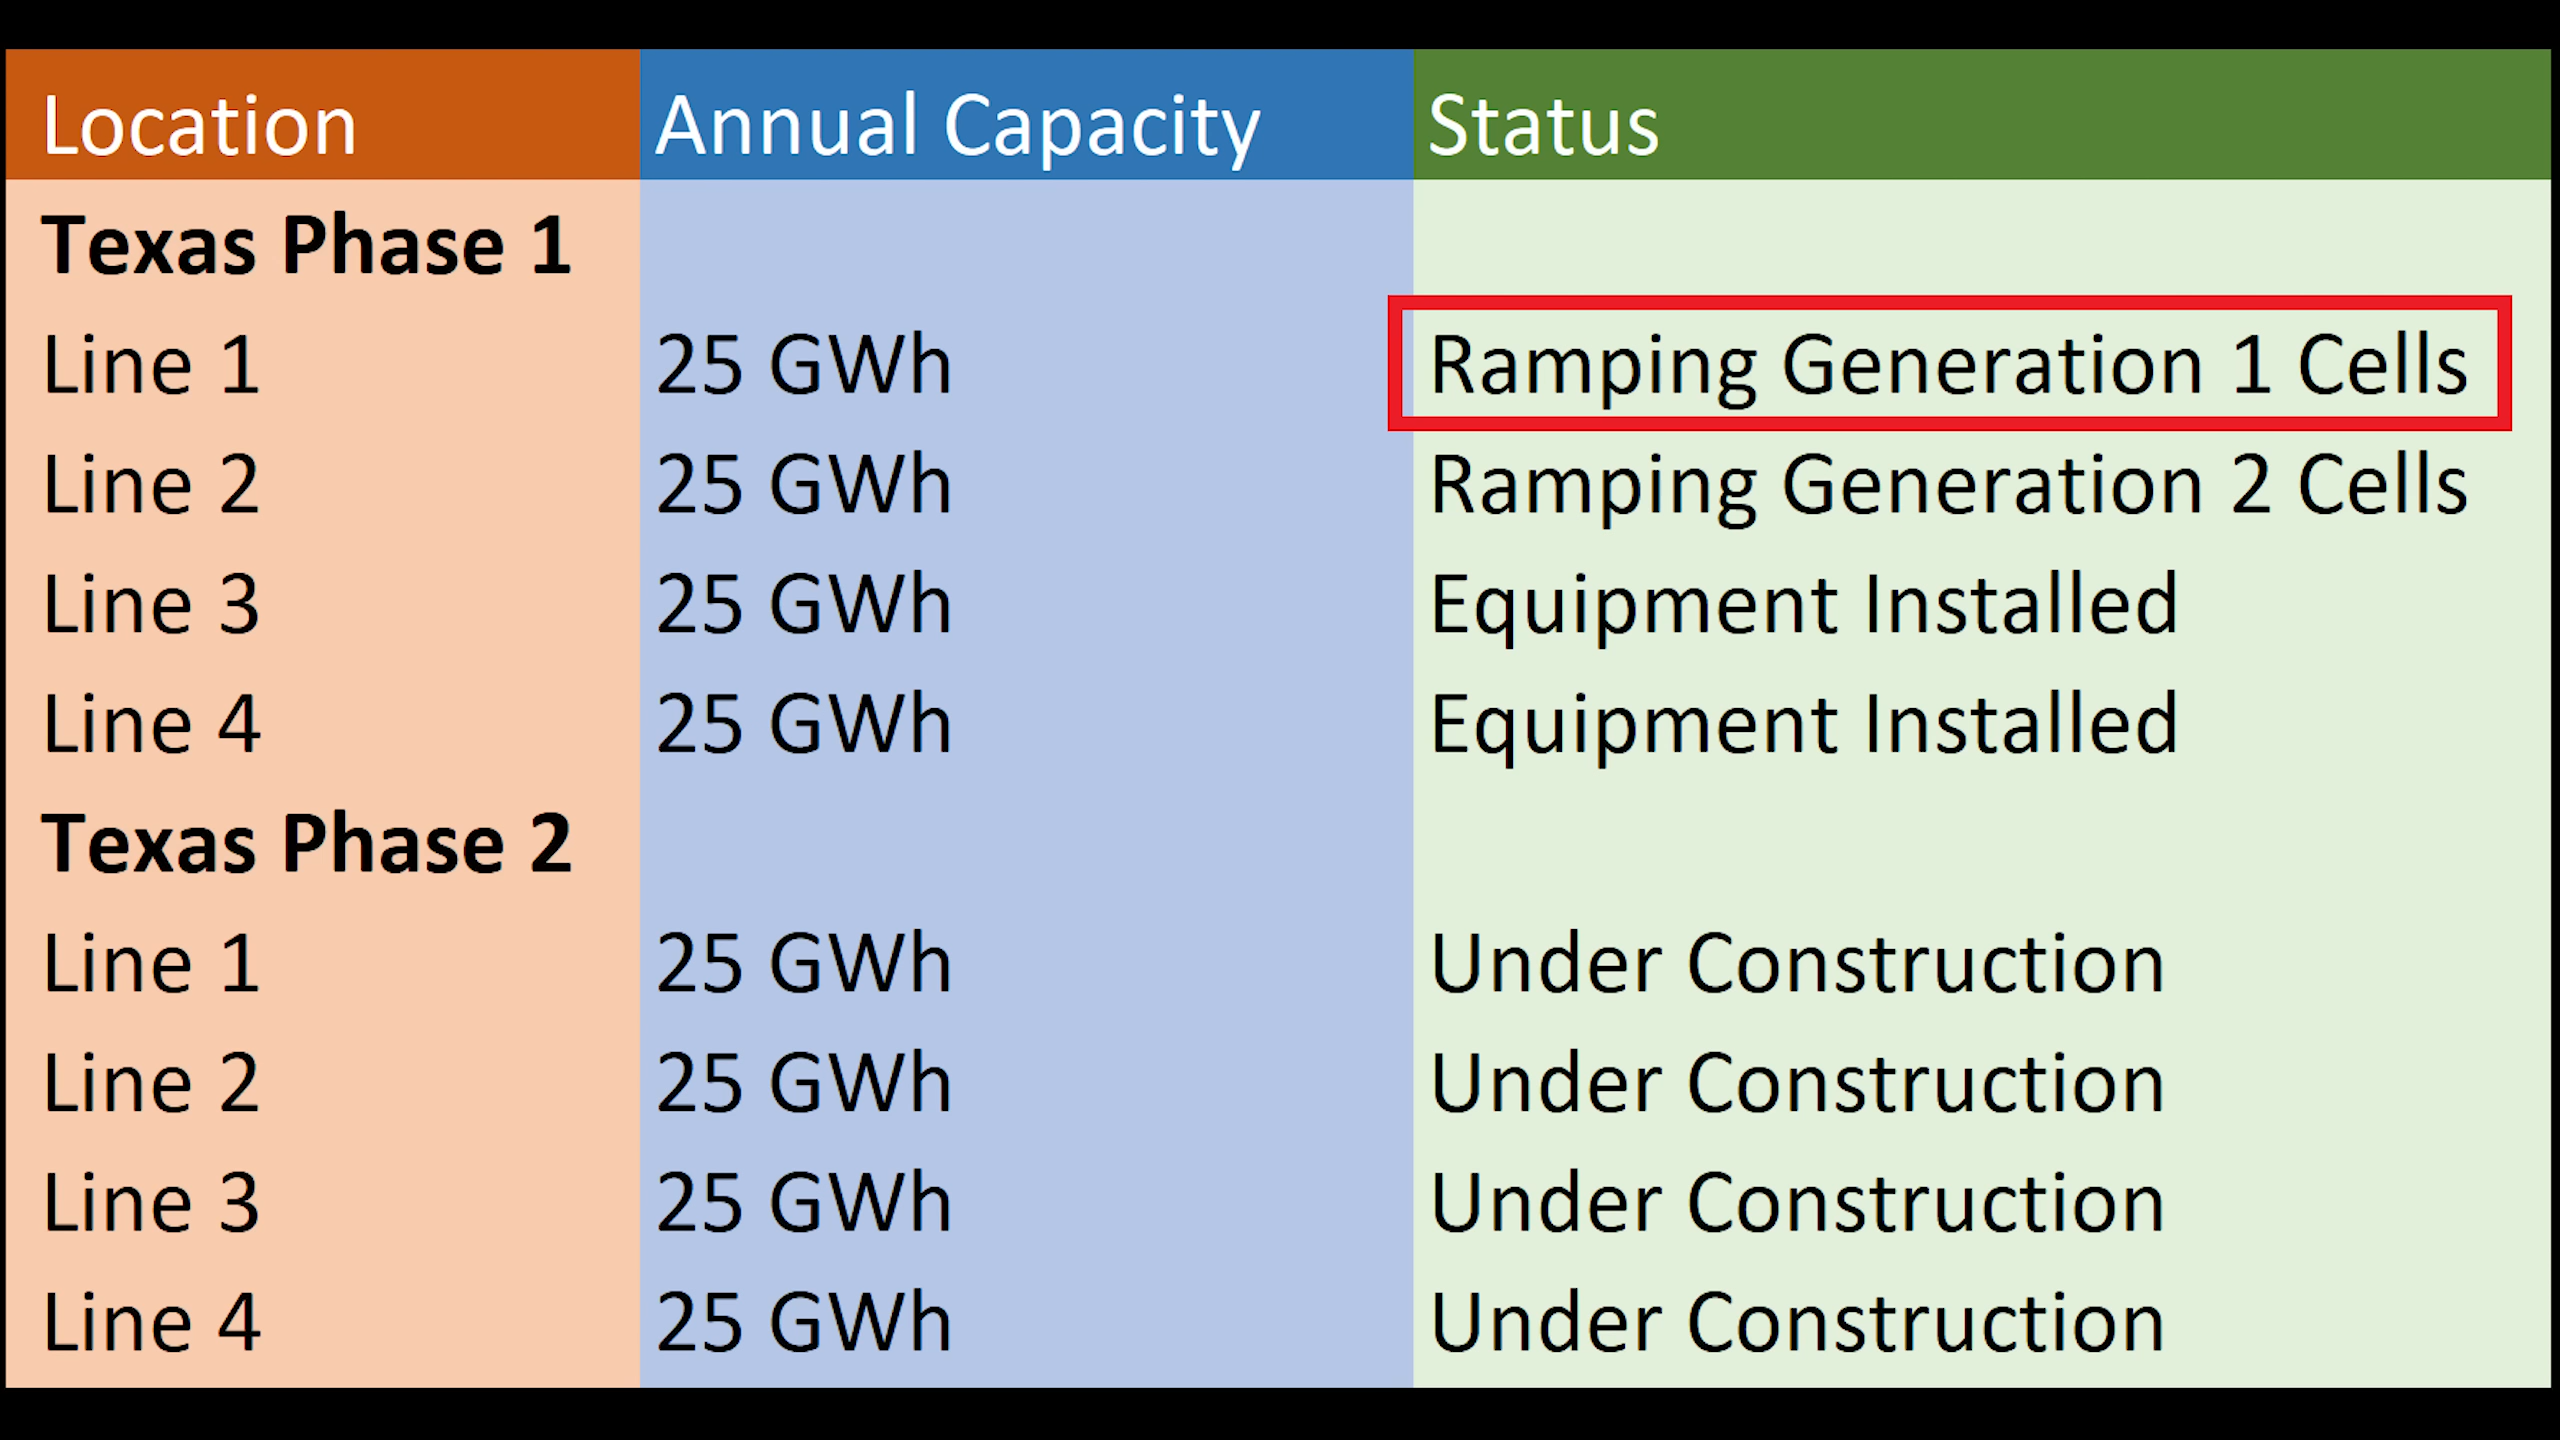 Location Annual Capacity Status
Texas Phase 1
Line 1 25 GWh Ramping Generation 1 Cells
Line 2 25 GWh Ramping Generation 2 Cells
Line 3 25 GWh Equipment Installed
Line 4 25 GWh Equipment Installed
Texas Phase 2
Line 1 25 GWh Under Construction
Line 2 25 GWh Under Construction
Line 3 25 GWh Under Construction
Line 4 25 GWh Under Construction